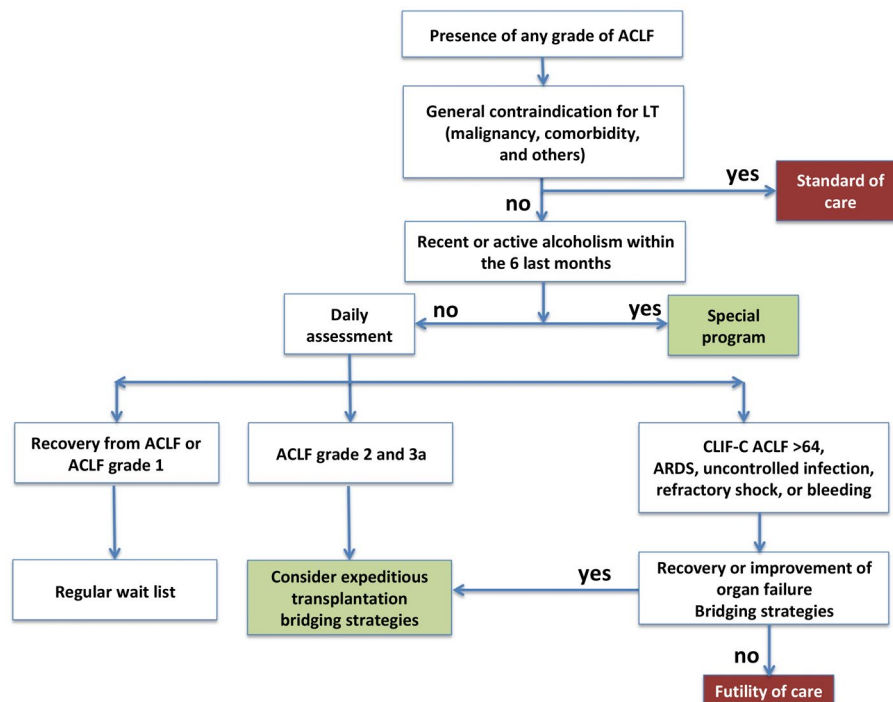 Presence of any grade of ACLF
General contraindication for LT
(malignancy, comorbidity,
and others)
yes
Standard of
care
no
Recent or active alcoholism within
the 6 last months
Daily
assessment
no
yes
Special
program
Recovery from ACLF or
ACLF grade 1
ACLF grade 2 and 3a
CLIF-C ACLF >64,
ARDS, uncontrolled infection,
refractory shock, or bleeding
Regular wait list
Consider expeditious
transplantation
bridging strategies
yes
Recovery or improvement of
organ failure
Bridging strategies
no
Futility of care